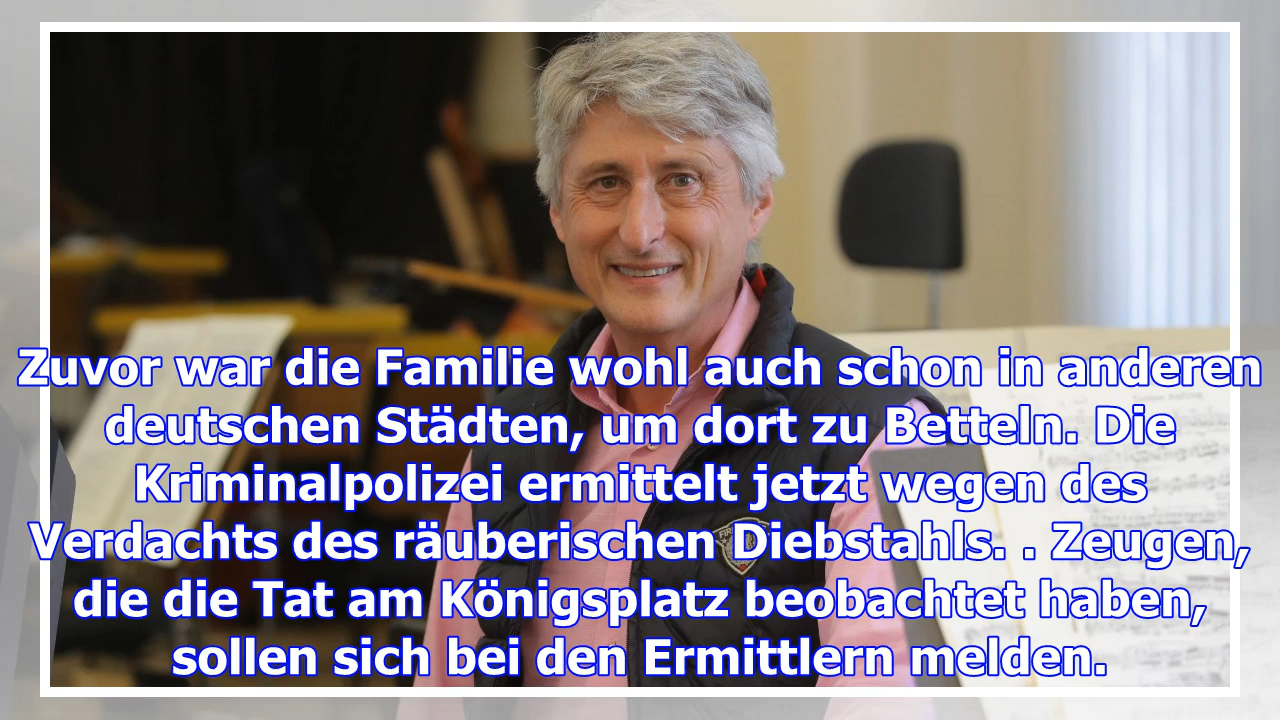 Zuvor war die Familie wohl auch schon in anderen
deutschen Städten, um dort zu Betteln. Die
Kriminalpolizei ermittelt jetzt wegen des
Verdachts des räuberischen Diebstahls. . Zeugen,
die die Tat am Königsplatz beobachtet haben,
sollen sich bei den Ermittlern melden.